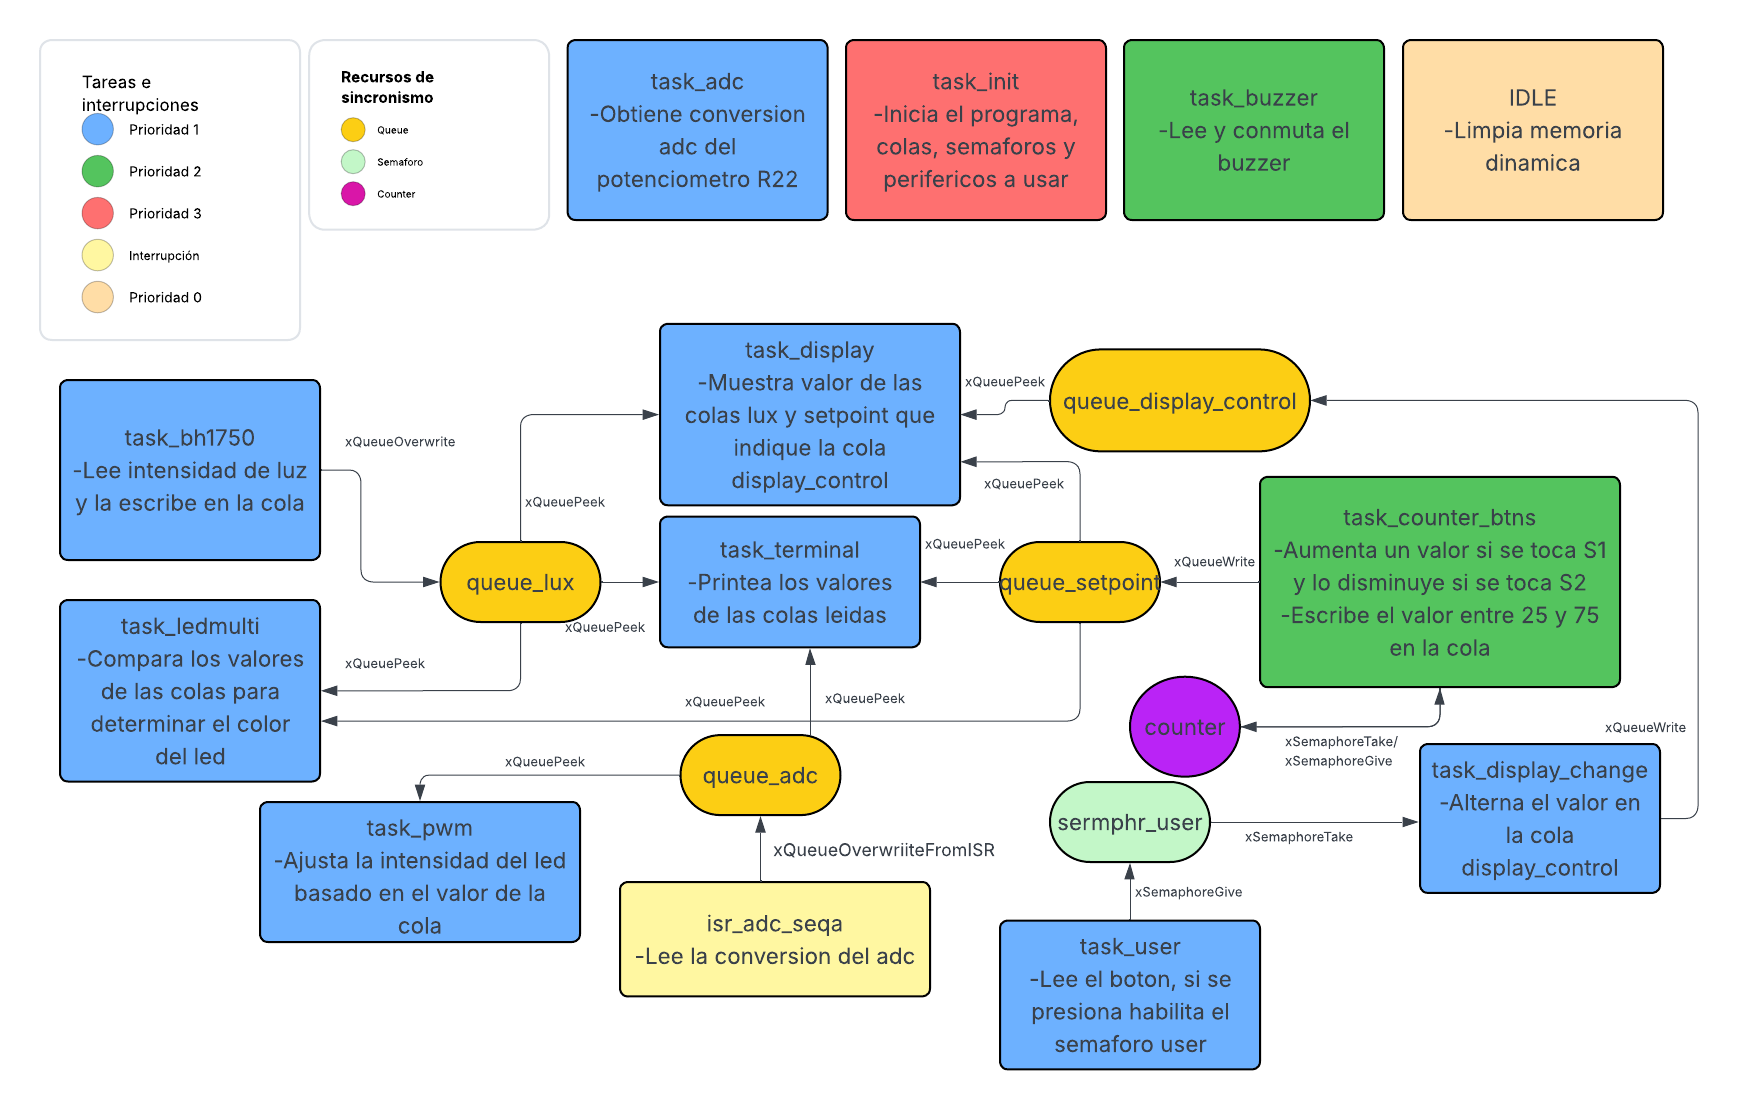 Tareas e
interrupciones
Prioridad 1
Prioridad 2
Prioridad 3
Interrupción
Prioridad 0
Recursos de
sincronismo
Queue
Semaforo
Counter
task_adc
-Obtiene conversion
adc del
potenciometro R22
task_init
-Inicia el programa,
colas, semaforos y
perifericos a usar
task_buzzer
-Lee y conmuta el
buzzer
IDLE
-Limpia memoria
dinamica
task_display
-Muestra valor de las
colas lux y setpoint que
indique la cola
display_control
xQueuePeek
queue_display_control
task_bh1750
-Lee intensidad de luz
y la escribe en la cola
xQueueOverwrite
xQueuePeek
xQueuePeek
task_counter_btns
-Aumenta un valor si se toca S1
y lo disminuye si se toca S2
-Escribe el valor entre 25 y 75
en la cola
queue_lux
task_terminal
-Printea los valores
de las colas leidas
xQueuePeek
queue_setpoint
xQueueWrite
xQueuePeek
task_ledmulti
-Compara los valores
de las colas para
determinar el color
del led
xQueuePeek
xQueuePeek
xQueuePeek
counter
xSemaphoreTake/
xSemaphoreGive
xQueueWrite
queue_adc
xQueuePeek
task_pwm
-Ajusta la intensidad del led
basado en el valor de la
cola
xQueueOverwriiteFromISR
isr_adc_seqa
-Lee la conversion del adc
sermphr_user
xSemaphoreTake
task_display_change
-Alterna el valor en
la cola
display_control
xSemaphoreGive
task_user
-Lee el boton, si se
presiona habilita el
semaforo user